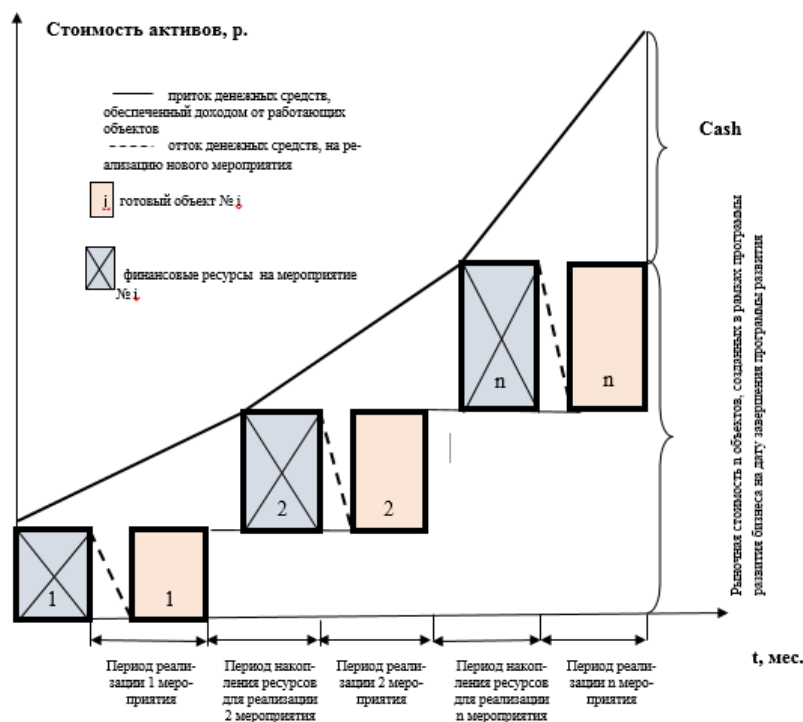 Стоимость активов, р.
приток денежных средств,
обеспеченный доходом от работающих
объектов
отток денежных средств, на ре-
ализацию нового мероприятия
i готовый объект № i
финансовые ресурсы на мероприятие
№ i
Cash
Рыночная стоимость n объектов, созданных в рамках программы
развития бизнеса на дату завершения программы развития
n
n
2
2
1
1
t, мес.
Период реали-
зации 1 меро-
приятия
Период накоп-
ления ресурсов
для реализации
2 мероприятия
Период реали-
зации 2 меро-
приятия
Период накоп-
ления ресурсов
для реализации
n мероприятия
Период реали-
зации n меро-
приятия